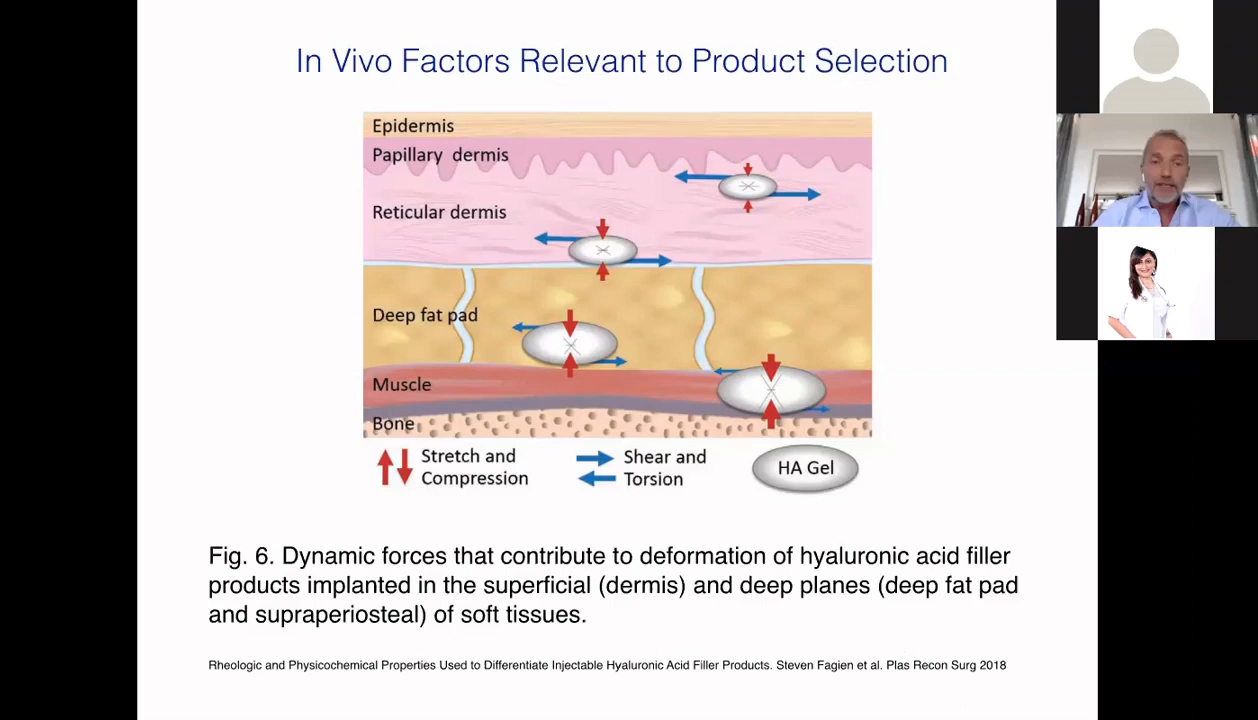 In Vivo Factors Relevant to Product Selection
Epidermis
Papillary dermis
Reticular dermis
Deep fat pad
Muscle
Bone
Stretch and
Compression
Shear and
Torsion
HA Gel
Fig. 6. Dynamic forces that contribute to deformation of hyaluronic acid filler
products implanted in the superficial (dermis) and deep planes (deep fat pad
and supraperiosteal) of soft tissues.
Rheologic and Physicochemical Properties Used to Differentiate Injectable Hyaluronic Acid Filler Products. Steven Fagien et al. Plas Recon Surg 2018